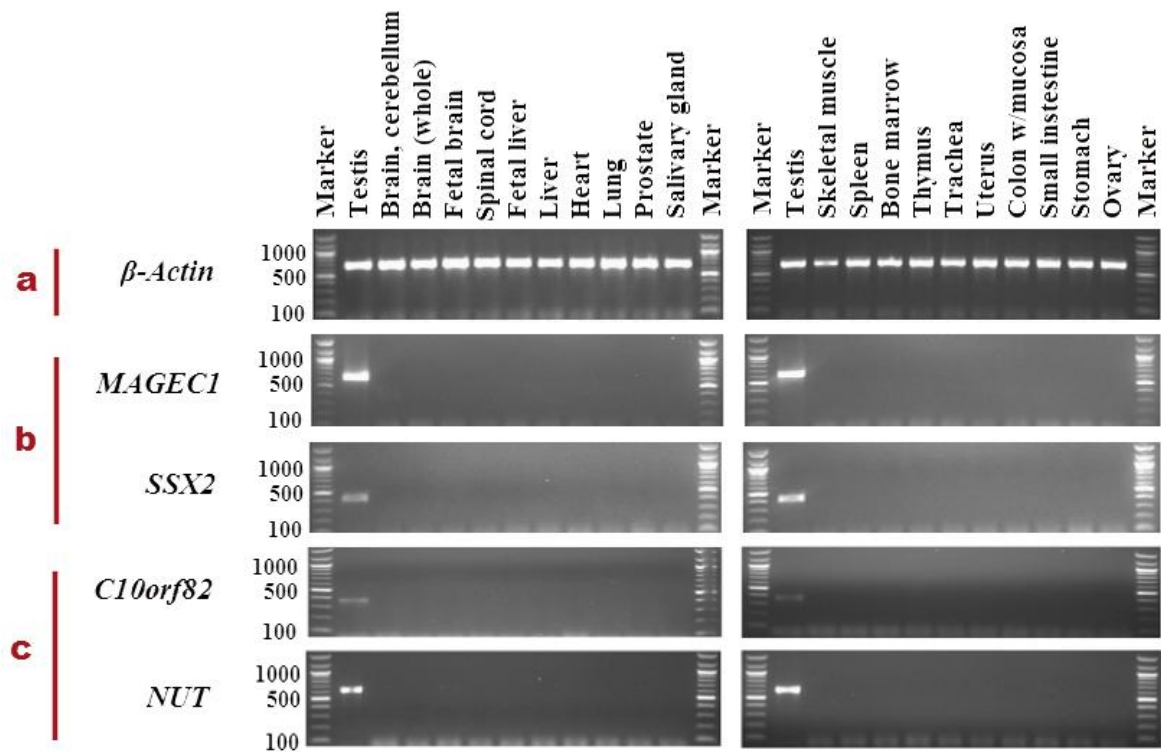 Marker
Testis
Brain, cerebellum
Brain (whole)
Fetal brain
Spinal cord
Fetal liver
Liver
Heart
Lung
Prostate
Salivary gland
Marker
Marker
Testis
Skeletal muscle
Spleen
Bone marrow
Thymus
Trachea
Uterus
Colon w/mucosa
Small instestine
Stomach
Ovary
Marker
a
β-Actin
1000
500
100
b
MAGEC1
1000
500
100
SSX2
1000
500
100
c
C10orf82
1000
500
100
NUT
1000
500
100